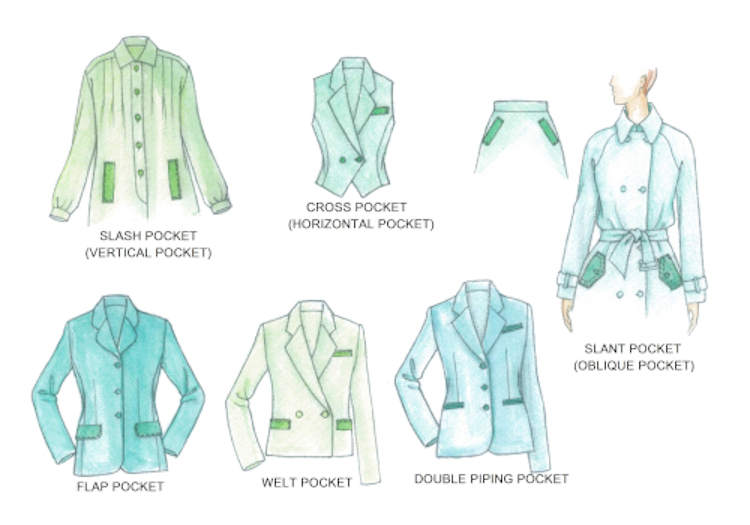 SLASH POCKET
(VERTICAL POCKET)
CROSS POCKET
(HORIZONTAL POCKET)
SLANT POCKET
(OBLIQUE POCKET)
FLAP POCKET
WELT POCKET
DOUBLE PIPING POCKET